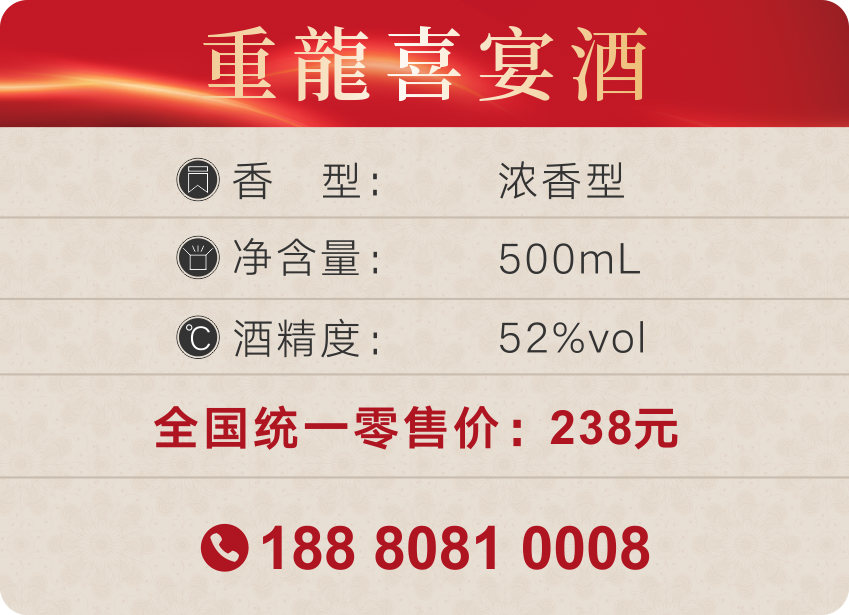 重龍喜宴酒
香 型: 浓香型
净含量: 500mL
℃ 酒精度: 52%vol
全国统一零售价: 238元
188 8081 0008